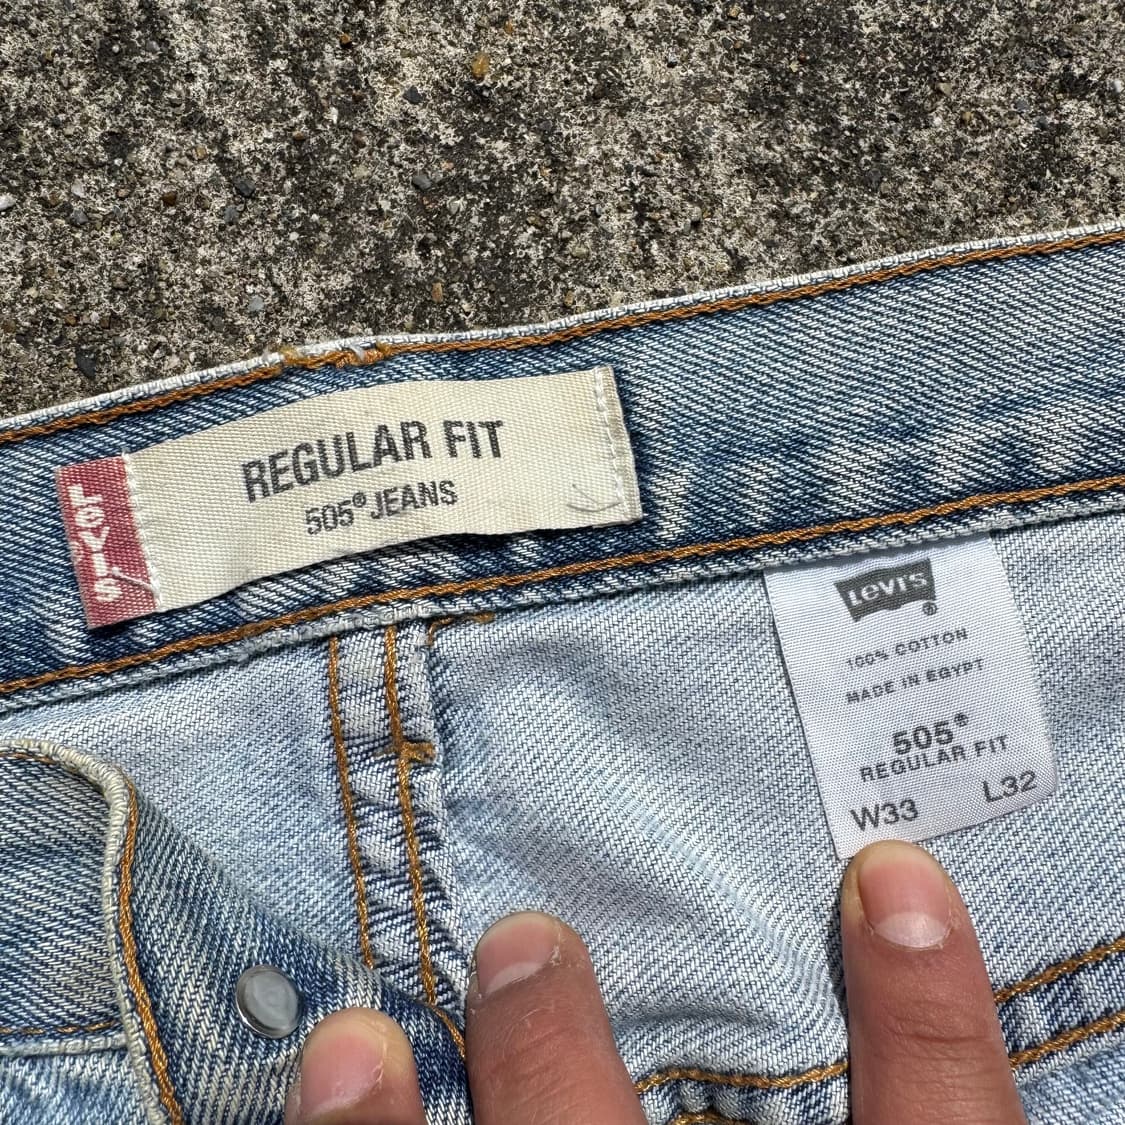 REGULAR FIT
505® JEANS
Levi's
Levi's
®
100% COTTON
MADE IN EGYPT
505®
REGULAR FIT
W33 L32